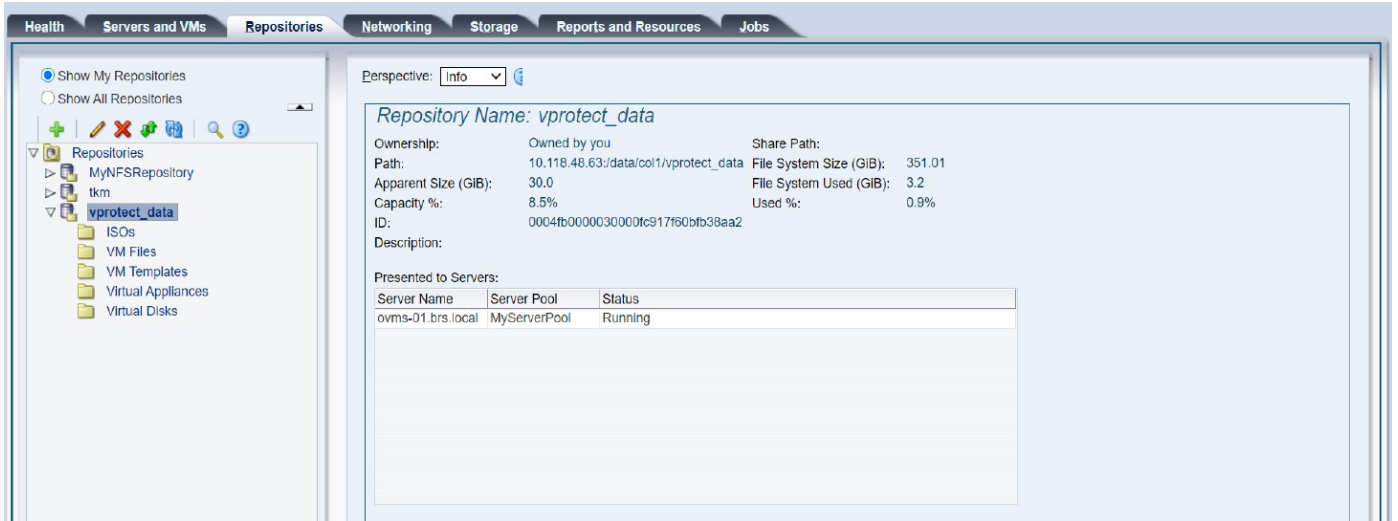 Health Servers and VMs Repositories Networking Storage Reports and Resources Jobs
Show My Repositories
Show All Repositories
Repositories
MyNFSRepository
tkm
vprotect_data
ISOs
VM Files
VM Templates
Virtual Appliances
Virtual Disks
Perspective: Info
Repository Name: vprotect_data
Ownership: Owned by you Share Path:
Path: 10.118.48.63:/data/col1/vprotect_data File System Size (GiB): 351.01
Apparent Size (GiB): 30.0 File System Used (GiB): 3.2
Capacity %: 8.5% Used %: 0.9%
ID: 0004fb0000030000fc917f60bfb38aa2
Description:
Presented to Servers:
Server Name Server Pool Status
ovms-01.brs.local MyServerPool Running